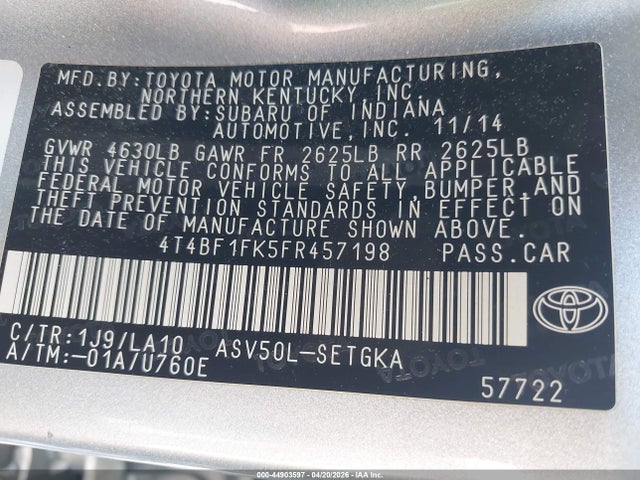 MFD.BY:TOYOTA MOTOR MANUFACTURING,
NORTHERN KENTUCKY,INC.
ASSEMBLED BY:SUBARU OF INDIANA
AUTOMOTIVE,INC. 11/14
GVWR 4630LB GAWR FR 2625LB RR 2625LB
THIS VEHICLE CONFORMS TO ALL APPLICABLE
FEDERAL MOTOR VEHICLE SAFETY,BUMPER,AND
THEFT PREVENTION STANDARDS IN EFFECT ON
THE DATE OF MANUFACTURE SHOWN ABOVE.
4T4BF1FK5FR457198 PASS.CAR
C/TR:1J9/LA10 ASV50L-SETGKA
A/TM:-01A/U760E
TOYOTA
57722
000-44903597 - 04/20/2026 - IAA Inc.